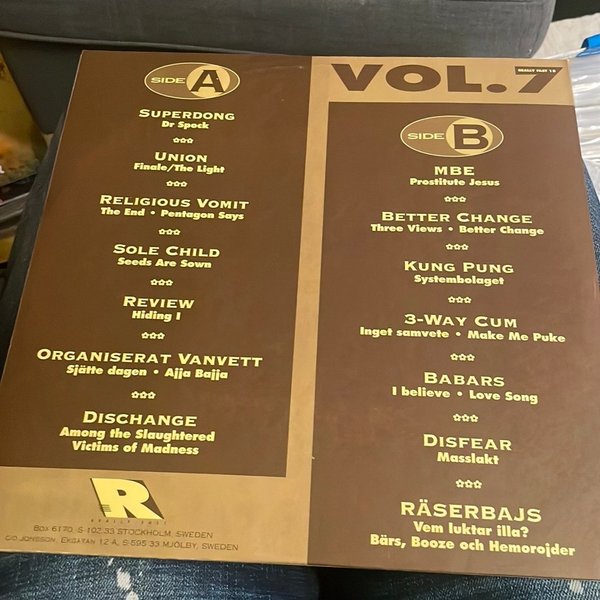 SIDE A
SUPERDONG
Dr Spock
UNION
Finale/The Light
RELIGIOUS VOMIT
The End • Pentagon Says
SOLE CHILD
Seeds Are Sown
REVIEW
Hiding I
ORGANISERAT VANVETT
Sjätte dagen • Ajja Bajja
DISCHANGE
Among the Slaughtered
Victims of Madness
R
REALLY FAST
BOX 6170, S-102 33 STOCKHOLM, SWEDEN
C/O JONSSON, EKGATAN 12 A, S-595 33 MJÖLBY, SWEDEN
VOL.7
REALLY FAST 18
SIDE B
MBE
Prostitute Jesus
BETTER CHANGE
Three Views • Better Change
KUNG PUNG
Systembolaget
3-WAY CUM
Inget samvete • Make Me Puke
BABARS
I believe • Love Song
DISFEAR
Masslakt
RÄSERBAJS
Vem luktar illa?
Bärs, Booze och Hemorojder